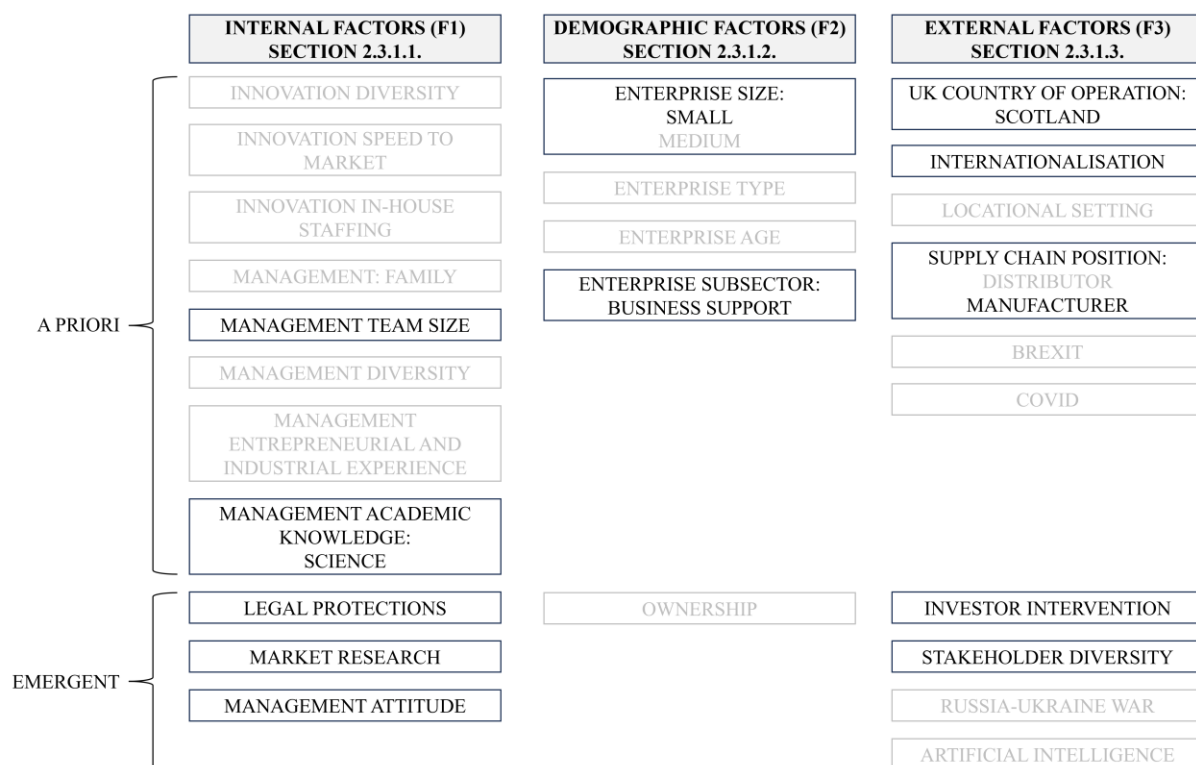 INTERNAL FACTORS (F1)
SECTION 2.3.1.1.
DEMOGRAPHIC FACTORS (F2)
SECTION 2.3.1.2.
EXTERNAL FACTORS (F3)
SECTION 2.3.1.3.
A PRIORI
INNOVATION DIVERSITY
INNOVATION SPEED TO
MARKET
INNOVATION IN-HOUSE
STAFFING
MANAGEMENT: FAMILY
MANAGEMENT TEAM SIZE
MANAGEMENT DIVERSITY
MANAGEMENT
ENTREPRENEURIAL AND
INDUSTRIAL EXPERIENCE
MANAGEMENT ACADEMIC
KNOWLEDGE:
SCIENCE
ENTERPRISE SIZE:
SMALL
MEDIUM
ENTERPRISE TYPE
ENTERPRISE AGE
ENTERPRISE SUBSECTOR:
BUSINESS SUPPORT
UK COUNTRY OF OPERATION:
SCOTLAND
INTERNATIONALISATION
LOCATIONAL SETTING
SUPPLY CHAIN POSITION:
DISTRIBUTOR
MANUFACTURER
BREXIT
COVID
EMERGENT
LEGAL PROTECTIONS
MARKET RESEARCH
MANAGEMENT ATTITUDE
OWNERSHIP
INVESTOR INTERVENTION
STAKEHOLDER DIVERSITY
RUSSIA-UKRAINE WAR
ARTIFICIAL INTELLIGENCE